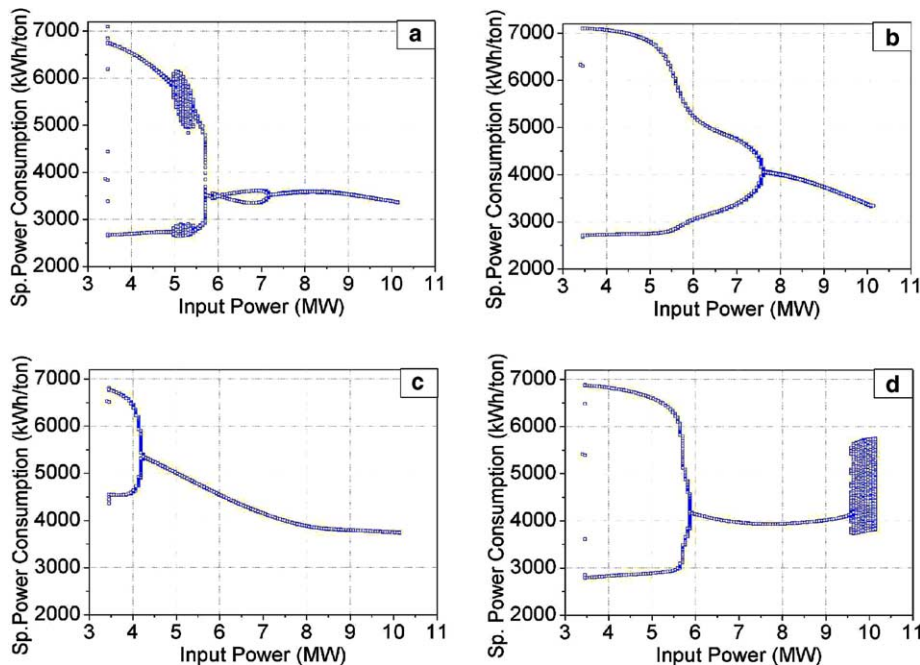 a
Sp.Power Consumption (kWh/ton)
7000
6000
5000
4000
3000
2000
3 4 5 6 7 8 9 10 11
Input Power (MW)
b
Sp.Power Consumption (kWh/ton)
7000
6000
5000
4000
3000
2000
3 4 5 6 7 8 9 10 11
Input Power (MW)
c
Sp.Power Consumption (kWh/ton)
7000
6000
5000
4000
3000
2000
3 4 5 6 7 8 9 10 11
Input Power (MW)
d
Sp. Power Consumption (kWh/ton)
7000
6000
5000
4000
3000
2000
3 4 5 6 7 8 9 10 11
Input Power (MW)